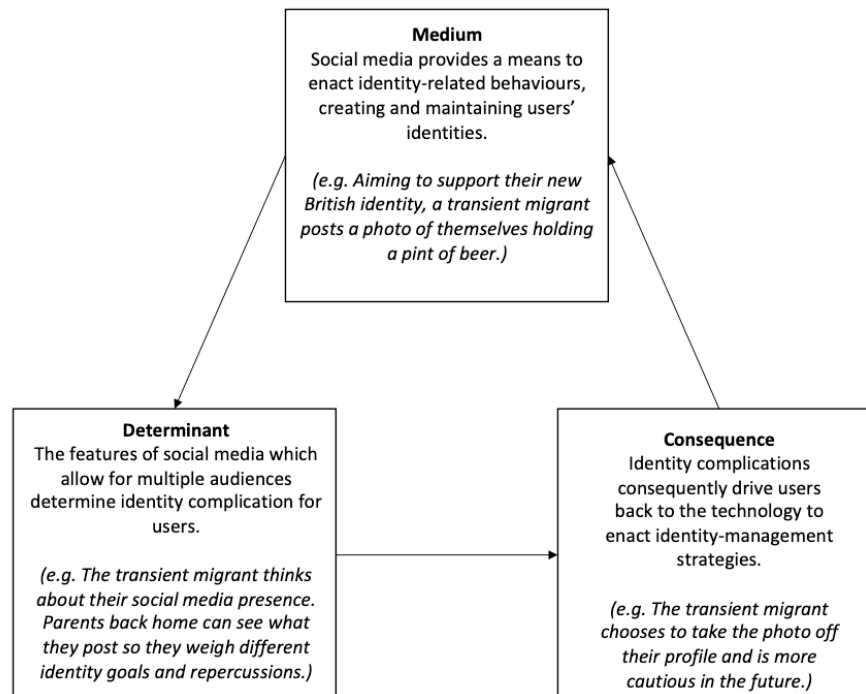 Medium
Social media provides a means to
enact identity-related behaviours,
creating and maintaining users’
identities.
(e.g. Aiming to support their new
British identity, a transient migrant
posts a photo of themselves holding
a pint of beer.)
Determinant
The features of social media which
allow for multiple audiences
determine identity complication for
users.
(e.g. The transient migrant thinks
about their social media presence.
Parents back home can see what
they post so they weigh different
identity goals and repercussions.)
Consequence
Identity complications
consequently drive users
back to the technology to
enact identity-management
strategies.
(e.g. The transient migrant
chooses to take the photo off
their profile and is more
cautious in the future.)